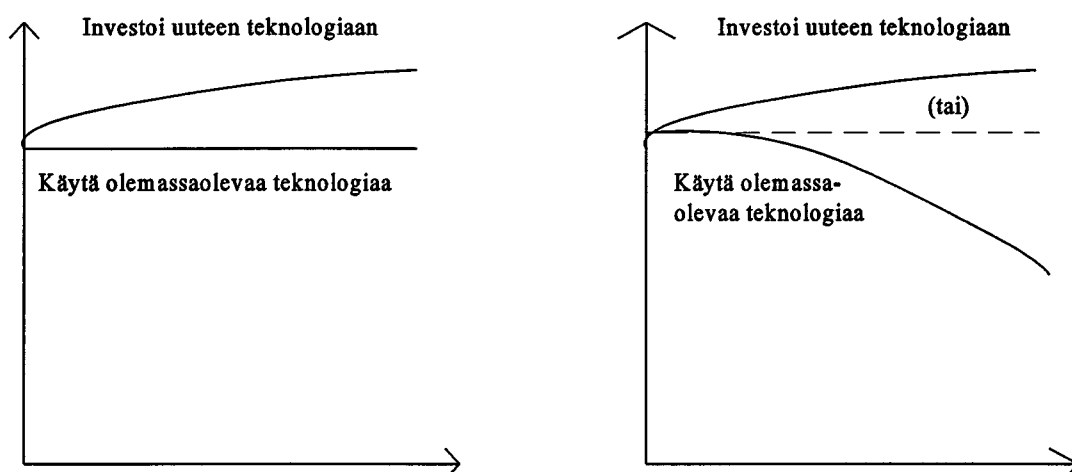 Investoi uuteen teknologiaan
Käytä olemassaolevaa teknologiaa
Investoi uuteen teknologiaan
(tai)
Käytä olemassa-
olevaa teknologiaa